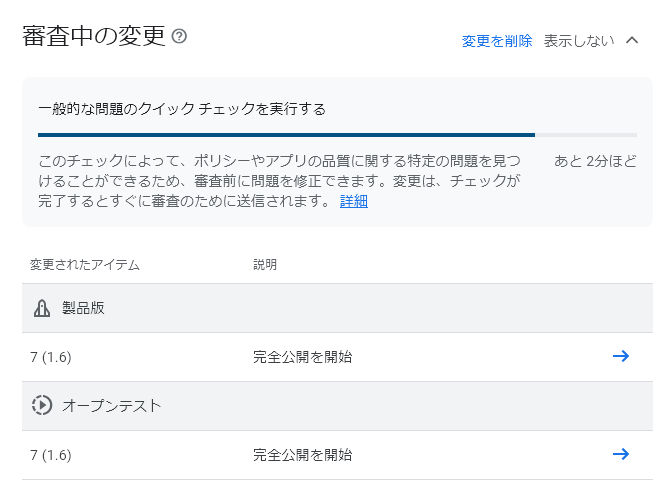 審査中の変更
変更を削除 表示しない
一般的な問題のクイック チェックを実行する
このチェックによって、ポリシーやアプリの品質に関する特定の問題を見つ
けることができるため、審査前に問題を修正できます。変更は、チェックが
完了するとすぐに審査のために送信されます。 詳細
あと 2分ほど
変更されたアイテム 説明
製品版
7 (1.6) 完全公開を開始
オープンテスト
7 (1.6) 完全公開を開始